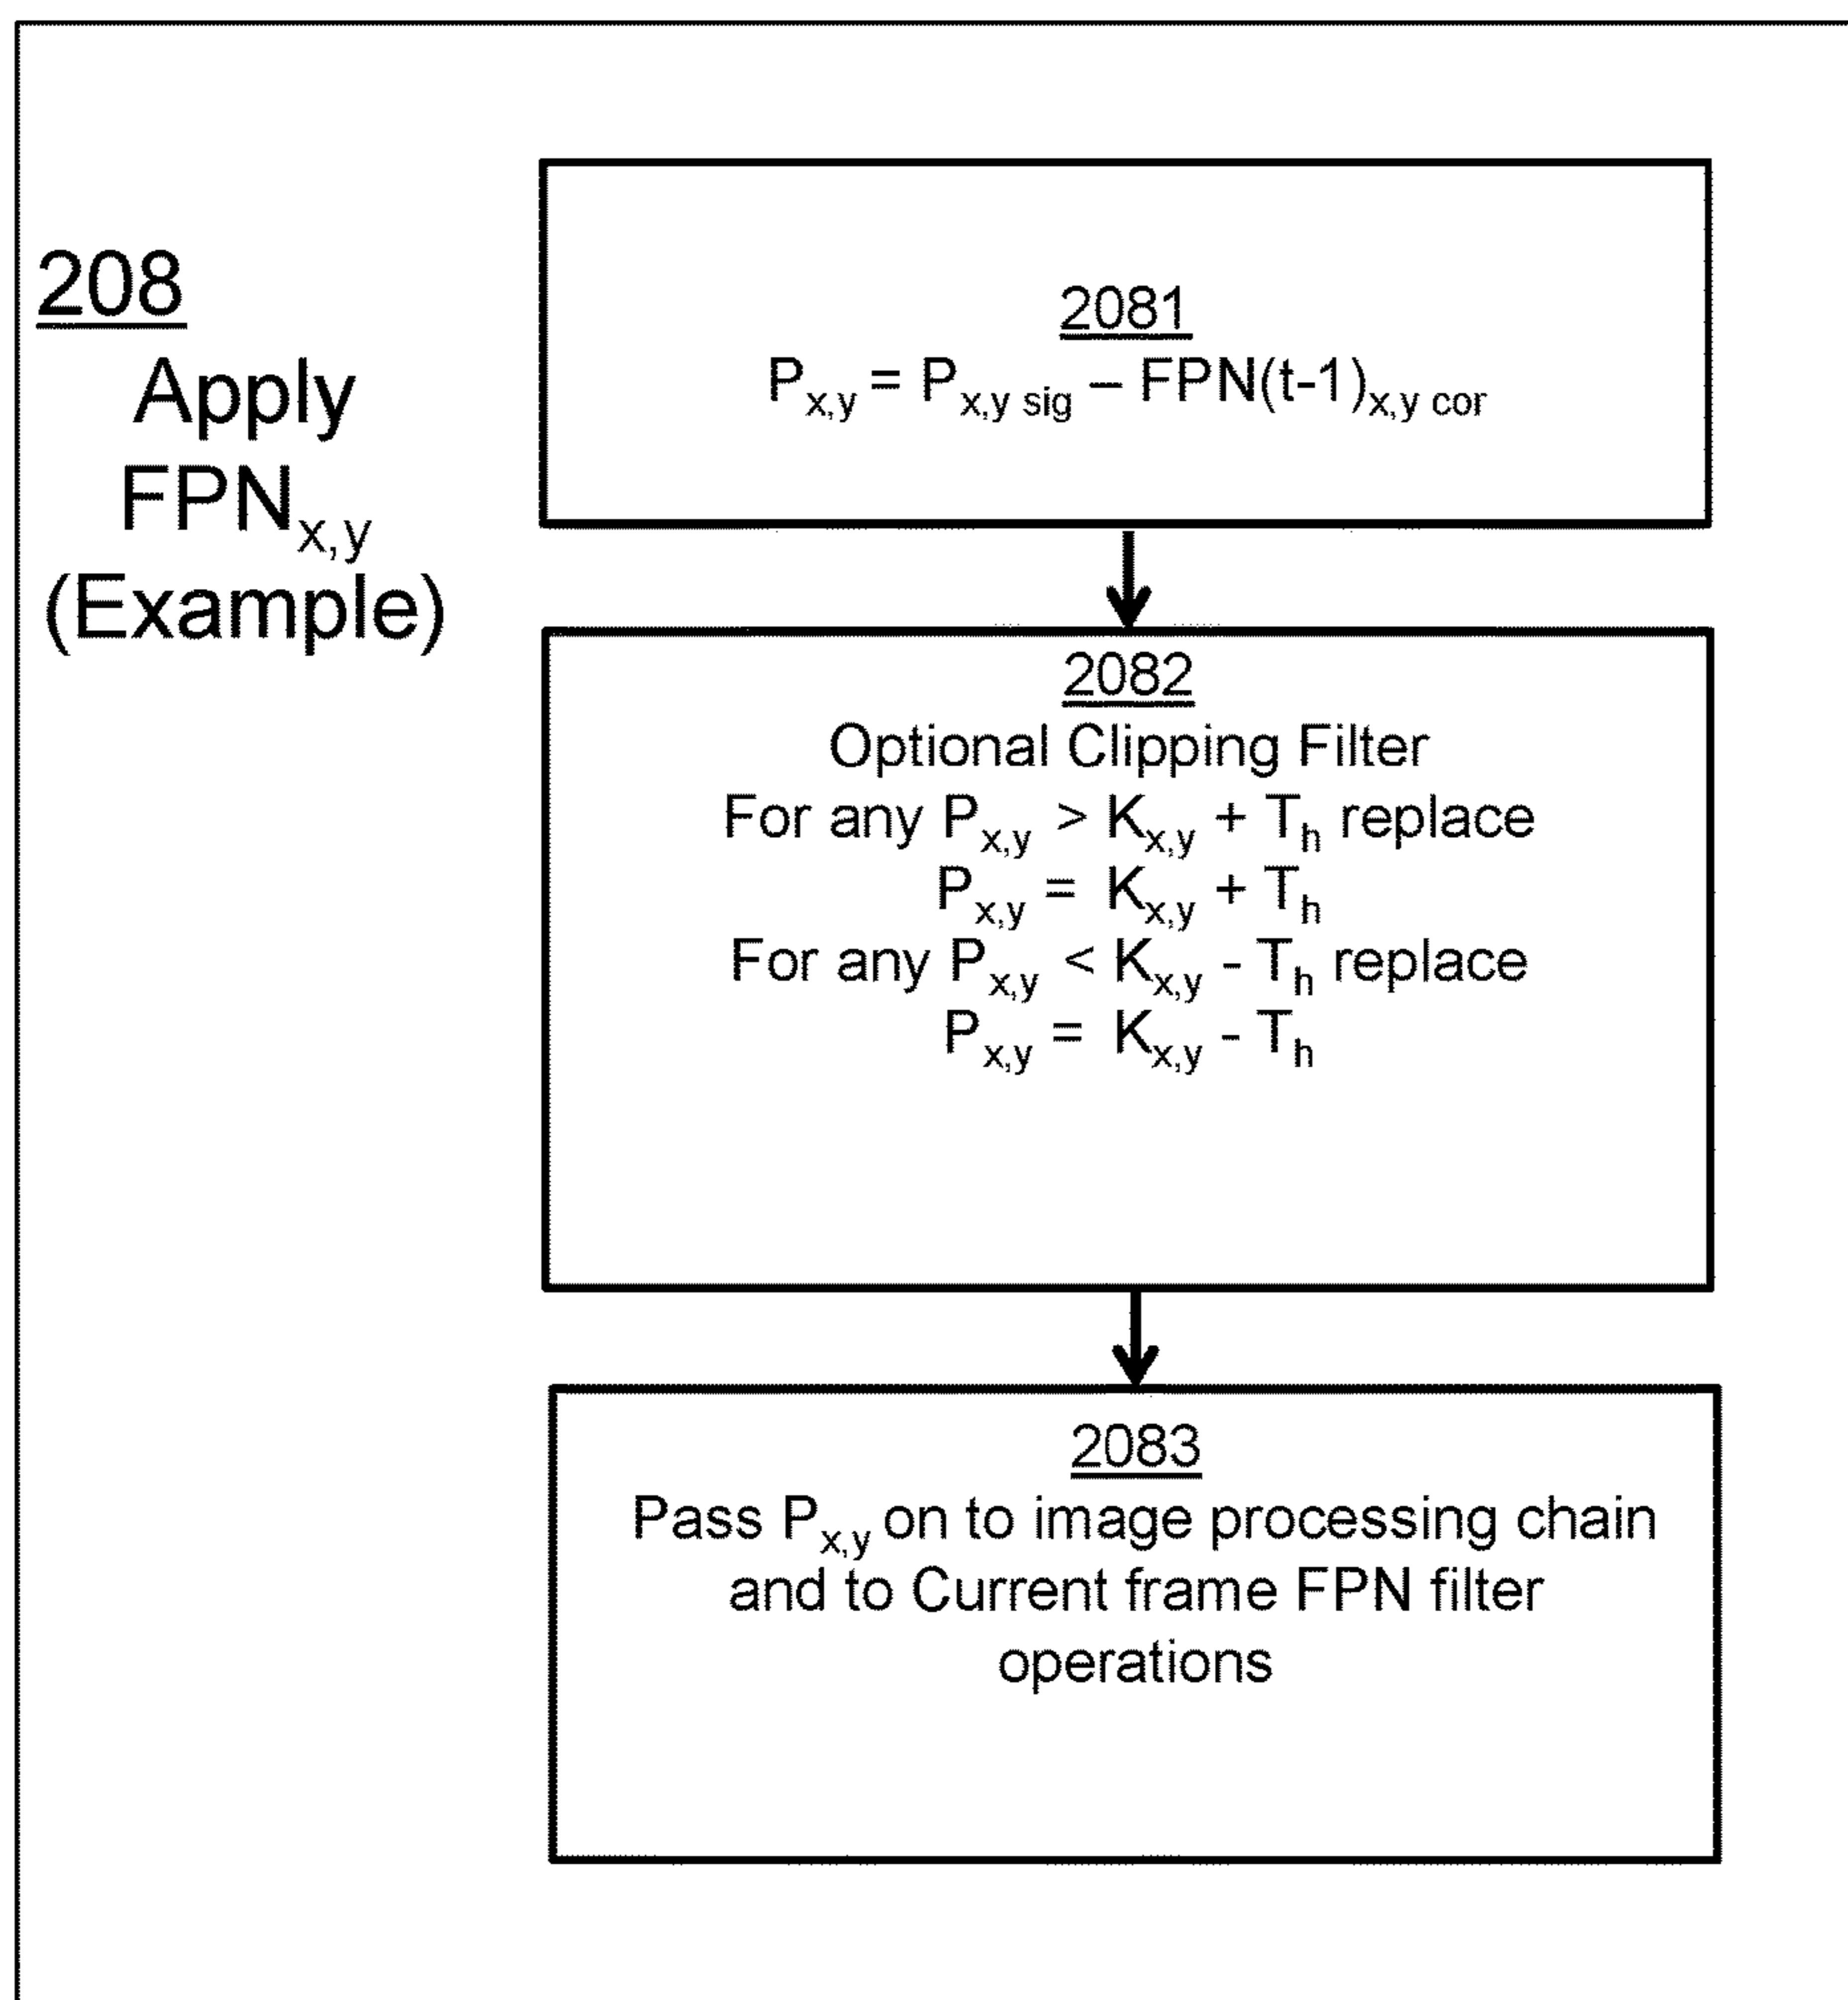 208
Apply
FPNx,y
(Example)
2081
Px,y = Px,y sig – FPN(t-1)x,y cor
2082
Optional Clipping Filter
For any Px,y > Kx,y + Th replace
Px,y = Kx,y + Th
For any Px,y < Kx,y - Th replace
Px,y = Kx,y - Th
2083
Pass Px,y on to image processing chain
and to Current frame FPN filter
operations